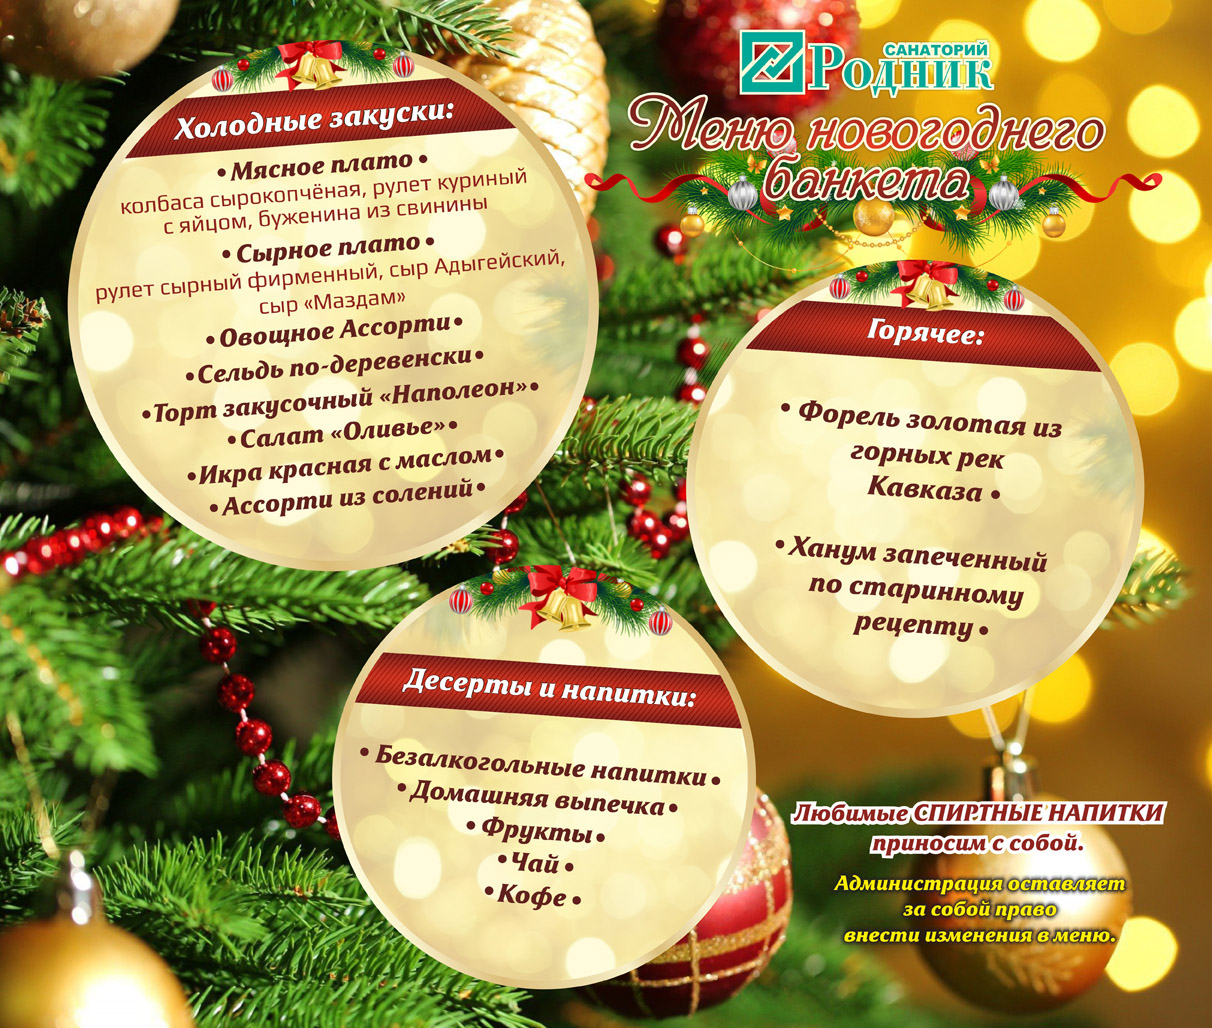 САНАТОРИЙ
Родник
Меню новогоднего
банкета
Холодные закуски:
• Мясное плато •
колбаса сырокопчёная, рулет куриный
с яйцом, буженина из свинины
• Сырное плато •
рулет сырный фирменный, сыр Адыгейский,
сыр «Маздам»
• Овощное Ассорти •
• Сельдь по-деревенски •
• Торт закусочный «Наполеон» •
• Салат «Оливье» •
• Икра красная с маслом •
• Ассорти из солений •
Горячее:
• Форель золотая из
горных рек
Кавказа •
• Ханум запеченный
по старинному
рецепту •
Десерты и напитки:
• Безалкогольные напитки •
• Домашняя выпечка •
• Фрукты •
• Чай •
• Кофе •
Любимые СПИРТНЫЕ НАПИТКИ
приносим с собой.
Администрация оставляет
за собой право
внести изменения в меню.